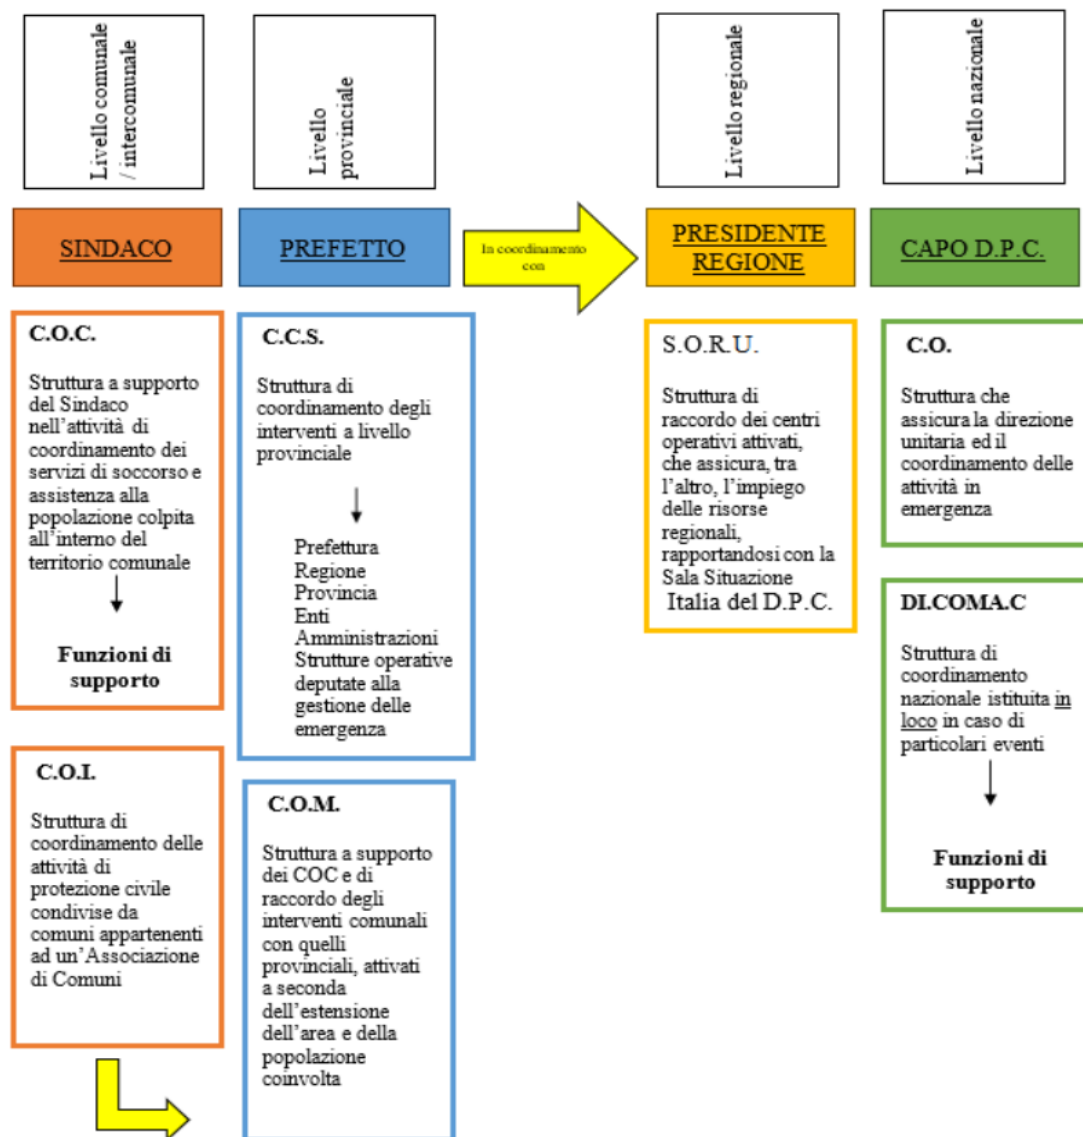 Livello comunale
/ intercomunale
Livello
provinciale
Livello regionale
Livello nazionale
SINDACO
PREFETTO
In coordinamento
con
PRESIDENTE
REGIONE
CAPO D.P.C.
C.O.C.
Struttura a supporto
del Sindaco
nell’attività di
coordinamento dei
servizi di soccorso e
assistenza alla
popolazione colpita
all’interno del
territorio comunale
Funzioni di
supporto
C.O.I.
Struttura di
coordinamento delle
attività di
protezione civile
condivise da
comuni appartenenti
ad un’Associazione
di Comuni
C.C.S.
Struttura di
coordinamento degli
interventi a livello
provinciale
Prefettura
Regione
Provincia
Enti
Amministrazioni
Strutture operative
deputate alla
gestione delle
emergenza
C.O.M.
Struttura a supporto
dei COC e di
raccordo degli
interventi comunali
con quelli
provinciali, attivati
a seconda
dell’estensione
dell’area e della
popolazione
coinvolta
S.O.R.U.
Struttura di
raccordo dei centri
operativi attivati,
che assicura, tra
l’altro, l’impiego
delle risorse
regionali,
rapportandosi con la
Sala Situazione
Italia del D.P.C.
C.O.
Struttura che
assicura la direzione
unitaria ed il
coordinamento delle
attività in
emergenza
DI.COMA.C
Struttura di
coordinamento
nazionale istituita in
loco in caso di
particolari eventi
Funzioni di
supporto